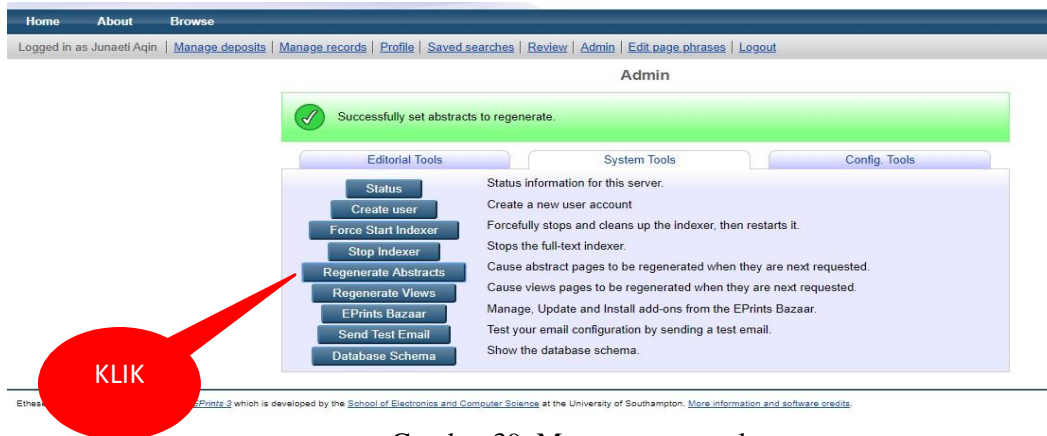 Home About Browse
Logged in as Junaeti Aqin | Manage deposits | Manage records | Profile | Saved searches | Review | Admin | Edit page phrases | Logout
Admin
Successfully set abstracts to regenerate.
Editorial Tools System Tools Config. Tools
Status Status information for this server.
Create user Create a new user account
Force Start Indexer Forcefully stops and cleans up the indexer, then restarts it.
Stop Indexer Stops the full-text indexer.
Regenerate Abstracts Cause abstract pages to be regenerated when they are next requested.
Regenerate Views Cause views pages to be regenerated when they are next requested.
EPrints Bazaar Manage, Update and Install add-ons from the EPrints Bazaar.
Send Test Email Test your email configuration by sending a test email.
Database Schema Show the database schema.
KLIK
EPrints 3 which is developed by the School of Electronics and Computer Science at the University of Southampton. More information and software credits.